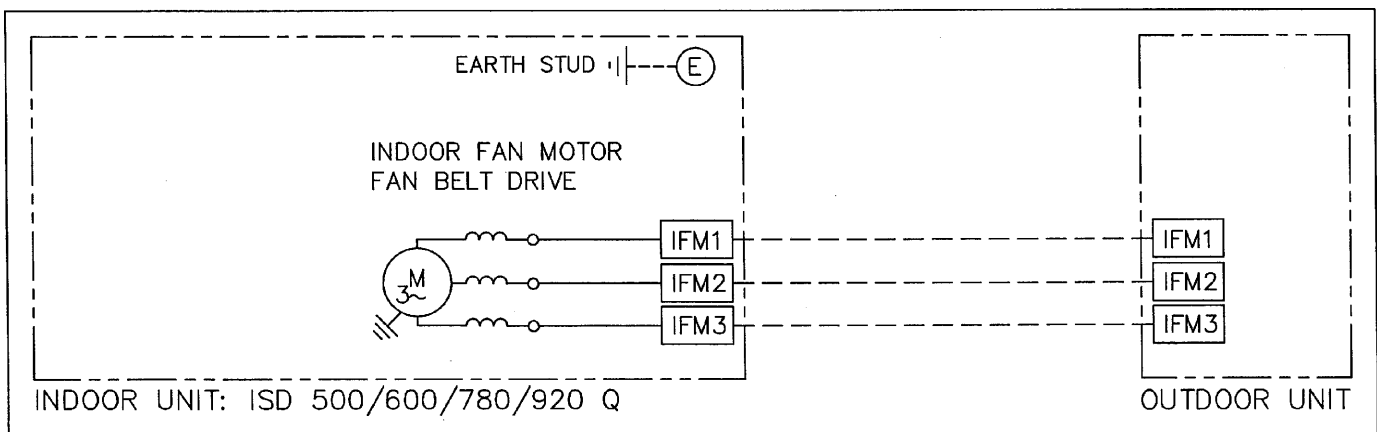 EARTH STUD
E
INDOOR FAN MOTOR
FAN BELT DRIVE
IFM1
IFM1
M
3~
IFM2
IFM2
IFM3
IFM3
INDOOR UNIT: ISD 500/600/780/920 Q
OUTDOOR UNIT